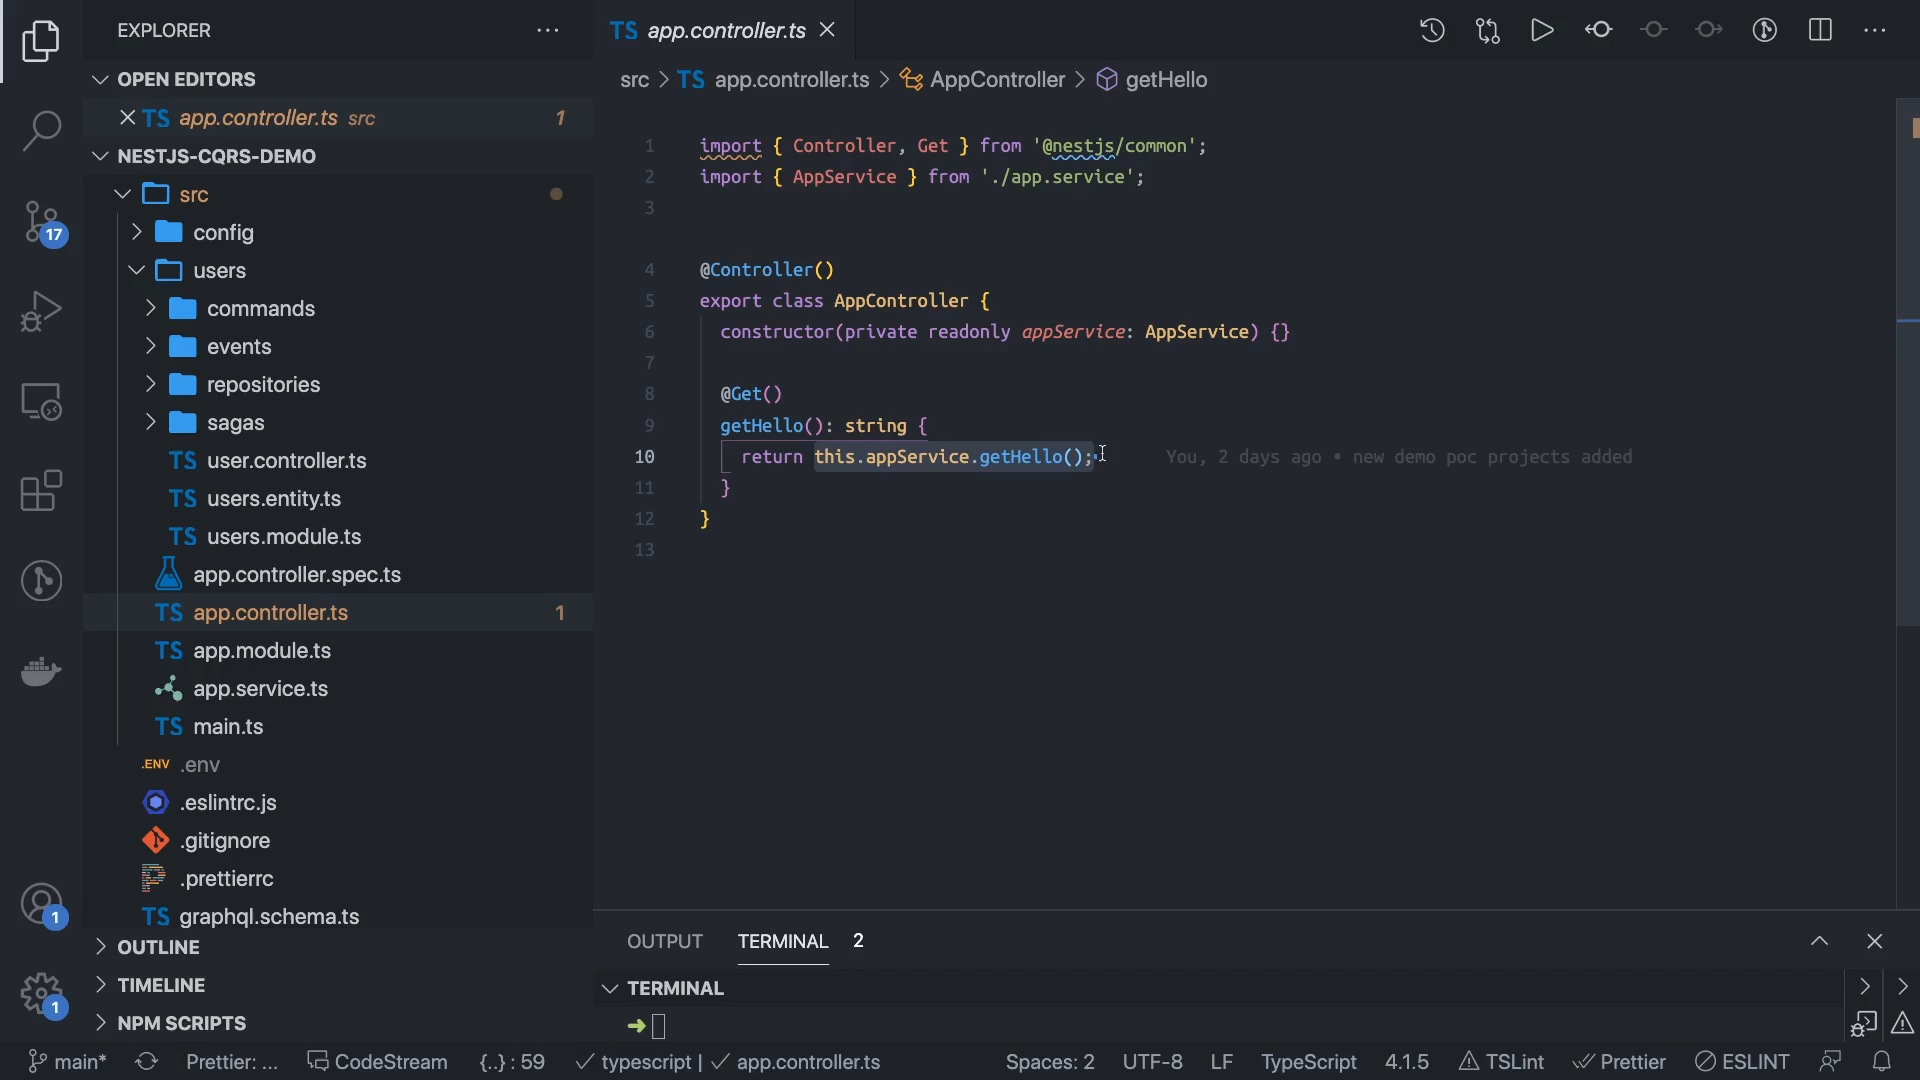 EXPLORER
OPEN EDITORS
TS app.controller.ts src 1
NESTJS-CQRS-DEMO
src
config
users
commands
events
repositories
sagas
TS user.controller.ts
TS users.entity.ts
TS users.module.ts
app.controller.spec.ts
TS app.controller.ts 1
TS app.module.ts
app.service.ts
TS main.ts
.ENV .env
.eslintrc.js
.gitignore
.prettierrc
TS graphql.schema.ts
OUTLINE
TIMELINE
NPM SCRIPTS
17
1
1
TS app.controller.ts
src > TS app.controller.ts > AppController > getHello
1 import { Controller, Get } from '@nestjs/common';
2 import { AppService } from './app.service';
3
4 @Controller()
5 export class AppController {
6 constructor(private readonly appService: AppService) {}
7
8 @Get()
9 getHello(): string {
10 return this.appService.getHello(); You, 2 days ago • new demo poc projects added
11 }
12 }
13
OUTPUT TERMINAL 2
TERMINAL
main* Prettier: ... CodeStream {..} : 59 typescript | app.controller.ts Spaces: 2 UTF-8 LF TypeScript 4.1.5 TSLint Prettier ESLINT